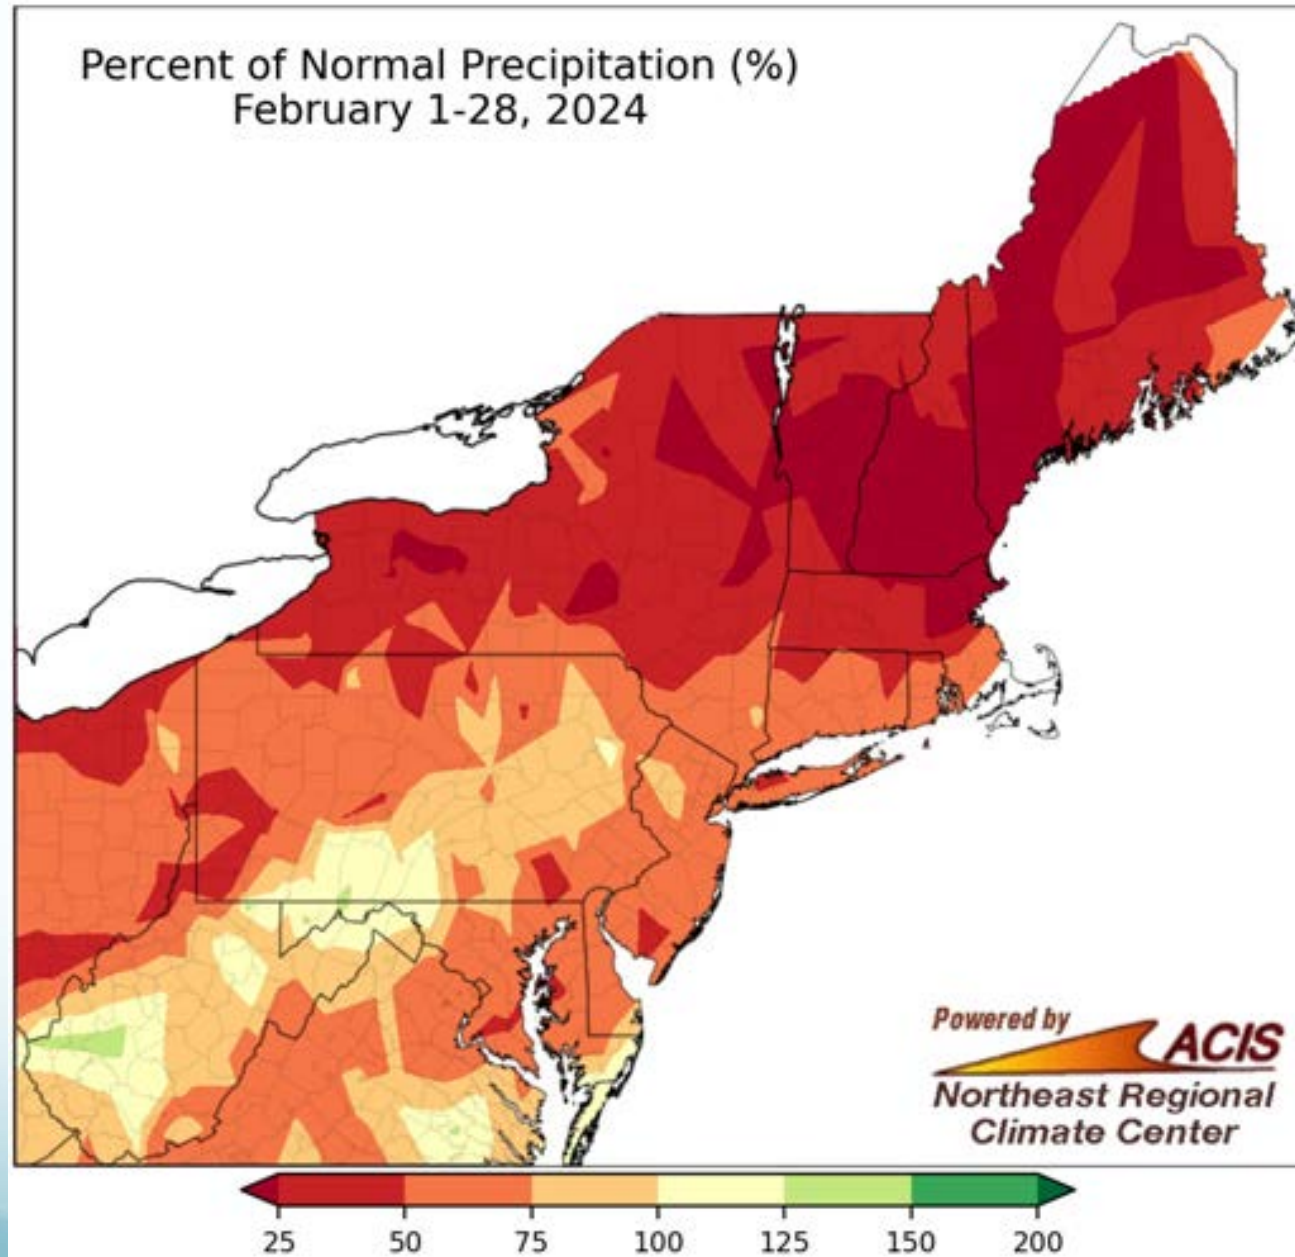 Percent of Normal Precipitation (%)
February 1-28, 2024
Powered by
ACIS
Northeast Regional
Climate Center
25 50 75 100 125 150 200